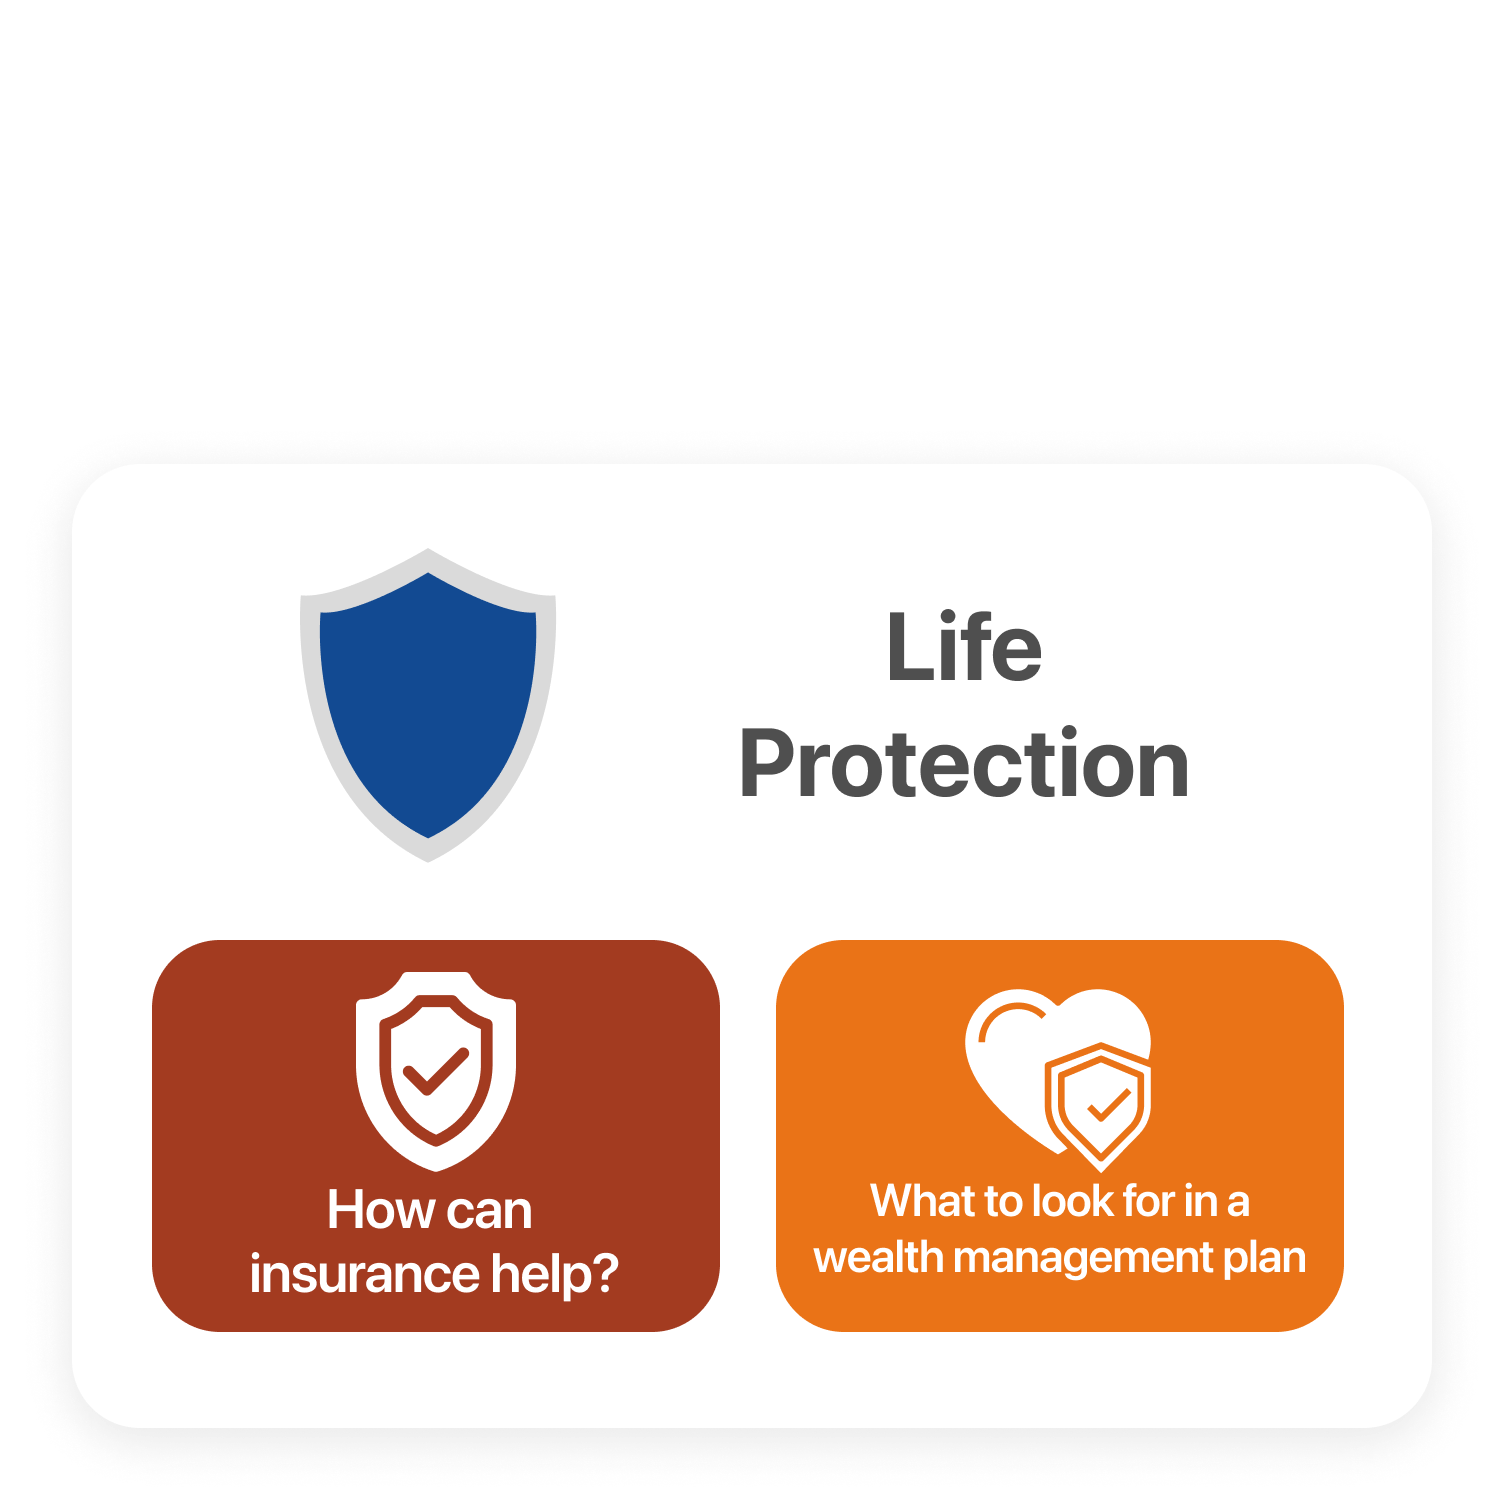 Life
Protection
How can
insurance help?
What to look for in a
wealth management plan